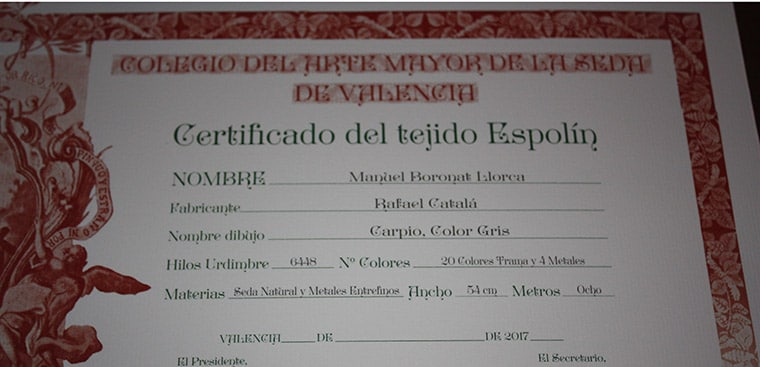 COLEGIO DEL ARTE MAYOR DE LA SEDA
DE VALENCIA
Certificado del tejido Espolín
NOMBRE Manuel Boronat Llorca
Fabricante Rafael Catalá
Nombre dibujo Carpio, Color Gris
Hilos Urdimbre 6448 Nº Colores 20 Colores Trama y 4 Metales
Materias Seda Natural y Metales Entrefinos Ancho 54 cm Metros Ocho
VALENCIA DE DE 2017
El Presidente, El Secretario,